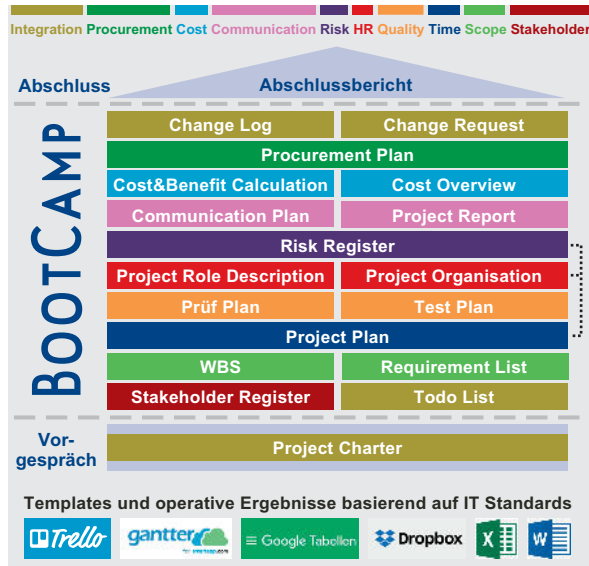 Integration Procurement Cost Communication Risk HR Quality Time Scope Stakeholder
Abschluss Abschlussbericht
Change Log Change Request
Procurement Plan
Cost&Benefit Calculation Cost Overview
Communication Plan Project Report
Risk Register
Project Role Description Project Organisation
Prüf Plan Test Plan
Project Plan
WBS Requirement List
Stakeholder Register Todo List
BOOTCAMP
Vor-
gespräch
Project Charter
Templates und operative Ergebnisse basierend auf IT Standards
Trello gantter Google Tabellen Dropbox X W